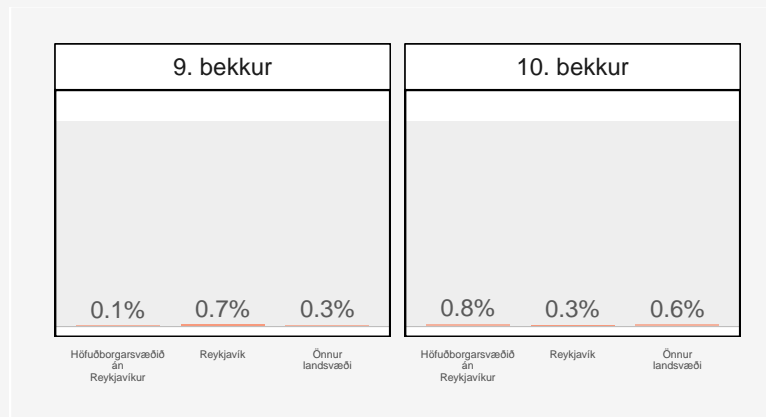 9. bekkur
10. bekkur
0.1%
0.7%
0.3%
0.8%
0.3%
0.6%
Höfuðborgarsvæðið
án
Reykjavíkur
Reykjavík
Önnur
landsvæði
Höfuðborgarsvæðið
án
Reykjavíkur
Reykjavík
Önnur
landsvæði